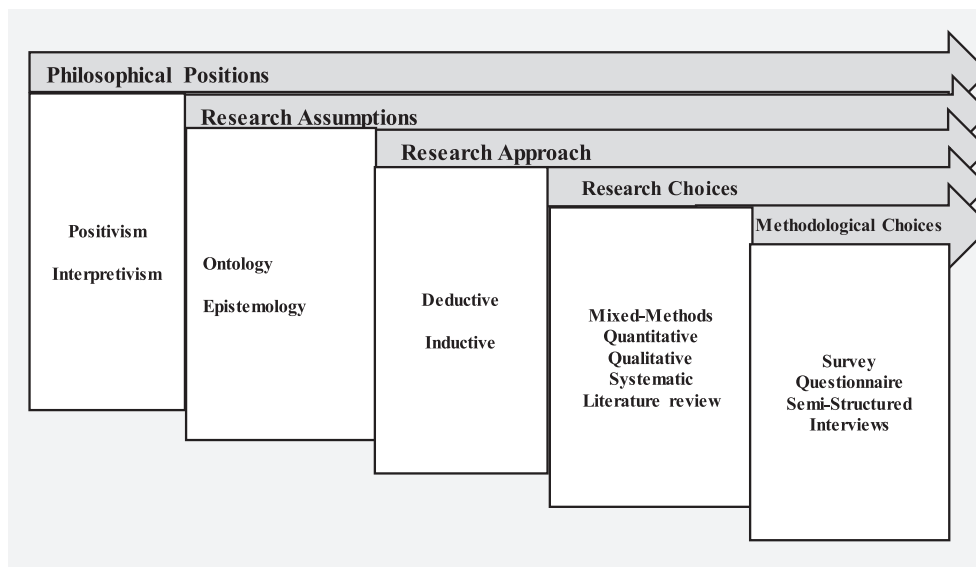 Philosophical Positions
Positivism
Interpretivism
Research Assumptions
Ontology
Epistemology
Research Approach
Deductive
Inductive
Research Choices
Mixed-Methods
Quantitative
Qualitative
Systematic
Literature review
Methodological Choices
Survey
Questionnaire
Semi-Structured
Interviews